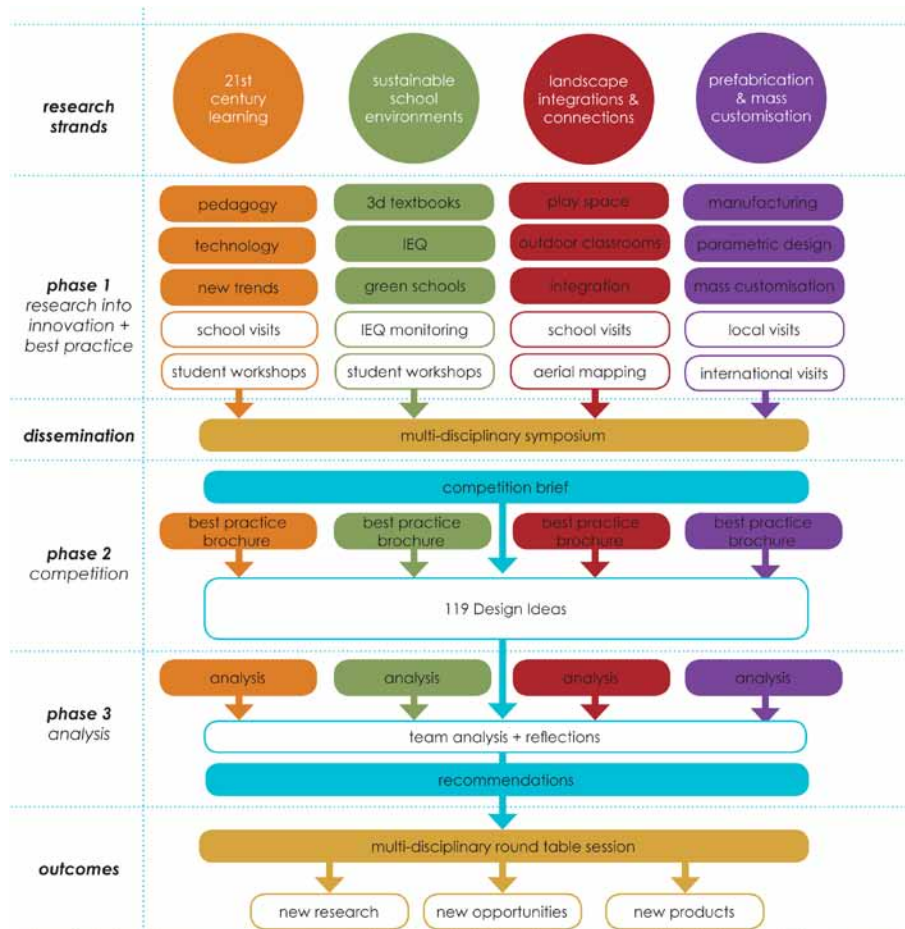 research
strands
21st
century
learning
sustainable
school
environments
landscape
integrations &
connections
prefabrication
& mass
customisation
phase 1
research into
innovation +
best practice
pedagogy
3d textbooks
play space
manufacturing
technology
IEQ
outdoor classrooms
parametric design
new trends
green schools
integration
mass customisation
school visits
IEQ monitoring
school visits
local visits
student workshops
student workshops
aerial mapping
international visits
dissemination
multi-disciplinary symposium
phase 2
competition
competition brief
best practice
brochure
best practice
brochure
best practice
brochure
best practice
brochure
119 Design Ideas
phase 3
analysis
analysis
analysis
analysis
analysis
team analysis + reflections
recommendations
outcomes
multi-disciplinary round table session
new research
new opportunities
new products